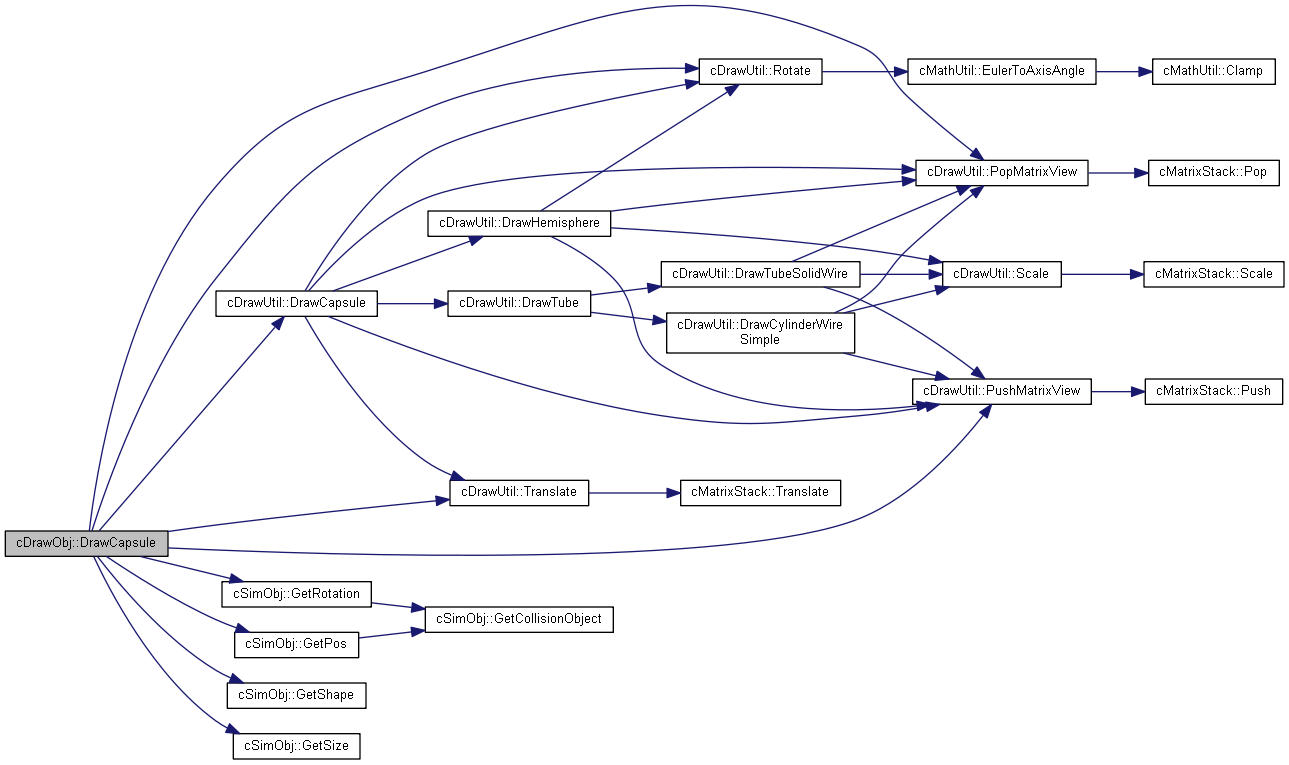 cDrawUtil::Rotate
cMathUtil::EulerToAxisAngle
cMathUtil::Clamp
cDrawUtil::PopMatrixView
cMatrixStack::Pop
cDrawUtil::DrawHemisphere
cDrawUtil::DrawTubeSolidWire
cDrawUtil::Scale
cMatrixStack::Scale
cDrawUtil::DrawCapsule
cDrawUtil::DrawTube
cDrawUtil::DrawCylinderWire
Simple
cDrawUtil::PushMatrixView
cMatrixStack::Push
cDrawUtil::Translate
cMatrixStack::Translate
cDrawObj::DrawCapsule
cSimObj::GetRotation
cSimObj::GetCollisionObject
cSimObj::GetPos
cSimObj::GetShape
cSimObj::GetSize